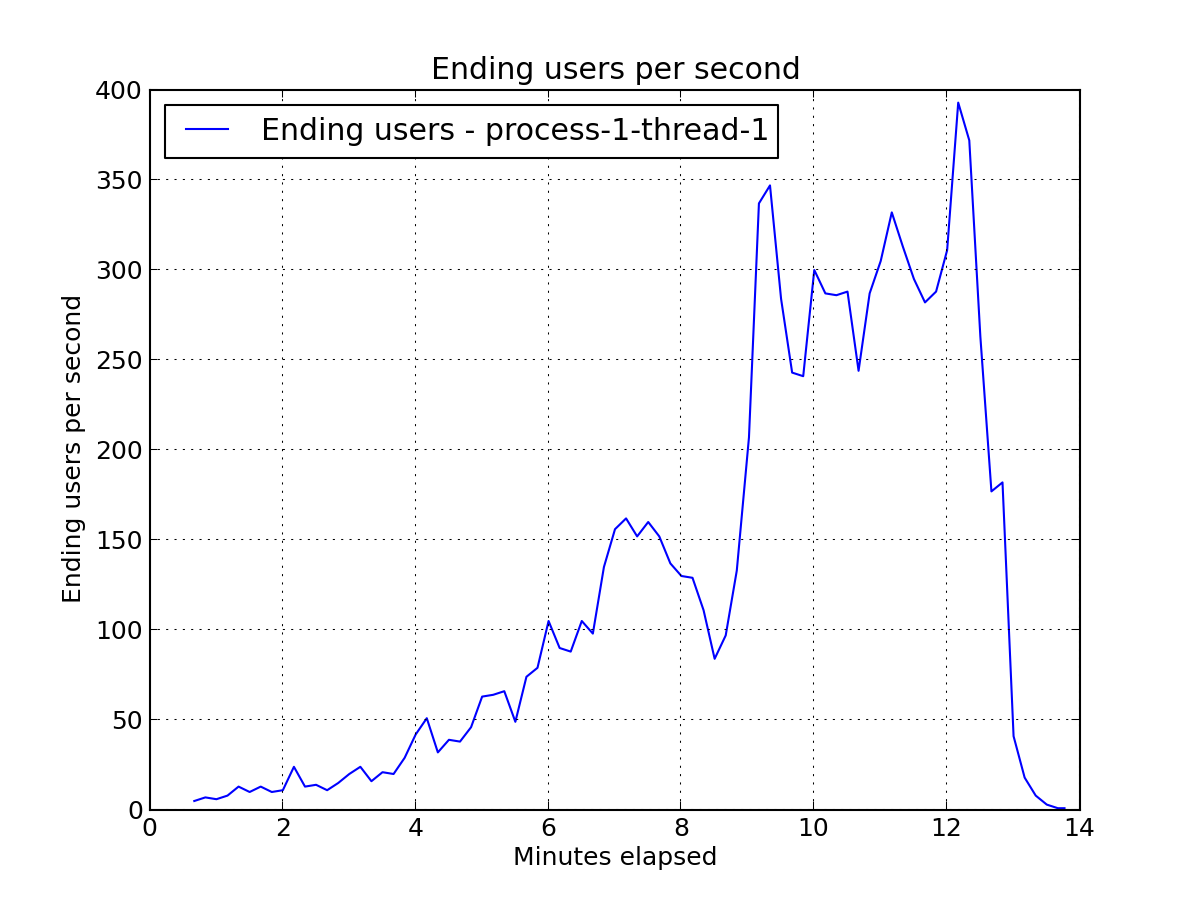 Ending users per second
Ending users - process-1-thread-1
Ending users per second
400
350
300
250
200
150
100
50
0
0 2 4 6 8 10 12 14
Minutes elapsed